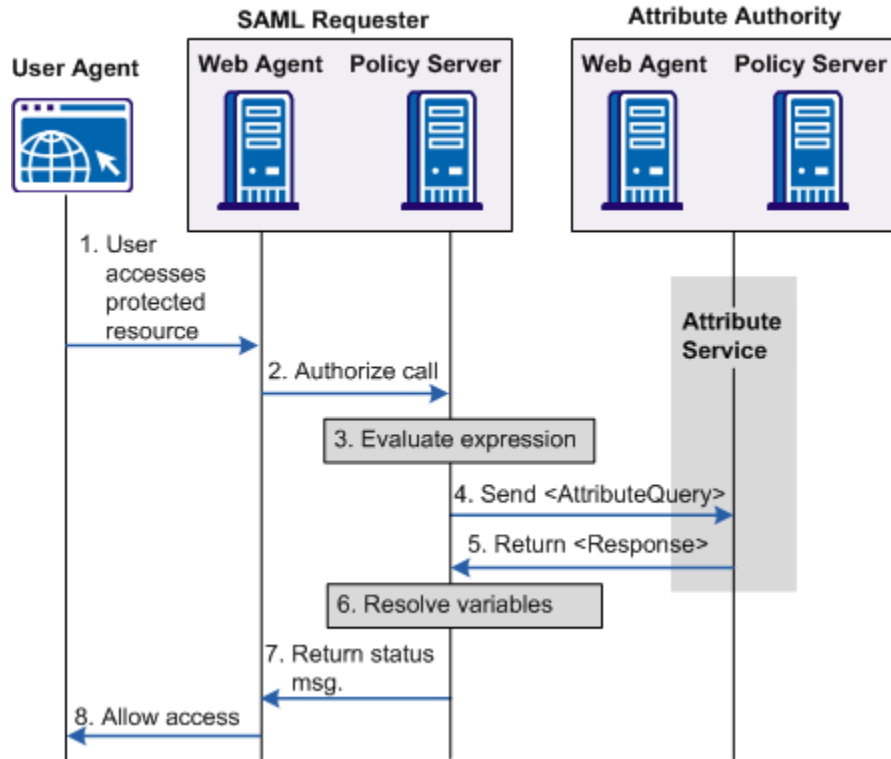 SAML Requester
Attribute Authority
User Agent
Web Agent
Policy Server
Web Agent
Policy Server
1. User
accesses
protected
resource
Attribute
Service
2. Authorize call
3. Evaluate expression
4. Send <AttributeQuery>
5. Return <Response>
6. Resolve variables
7. Return status
msg.
8. Allow access